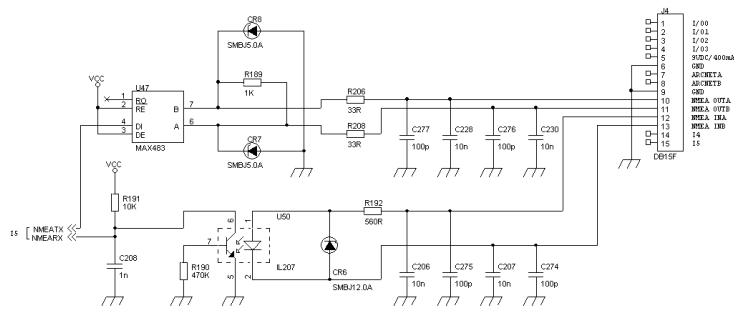 J4
CR8
SMBJ5.0A
1 I/O0
2 I/O1
3 I/O2
4 I/O3
5 9VDC/400mA
6 GND
7 ARCNETA
8 ARCNETB
9 GND
10 NMEA OUTA
11 NMEA OUTB
12 NMEA INA
13 NMEA INB
14 I4
15 I5
DB15F
VCC
U47
1 RO
2 RE
4 DI
3 DE
B 7
A 6
MAX483
R189
1K
R206
33R
R208
33R
CR7
SMBJ5.0A
C277
100p
C228
10n
C276
100p
C230
10n
VCC
R191
10K
I5
NMEATX
NMEARX
C208
1n
R190
470K
7
6
5
1
2
U50
IL207
R192
560R
CR6
SMBJ12.0A
C206
10n
C275
100p
C207
10n
C274
100p